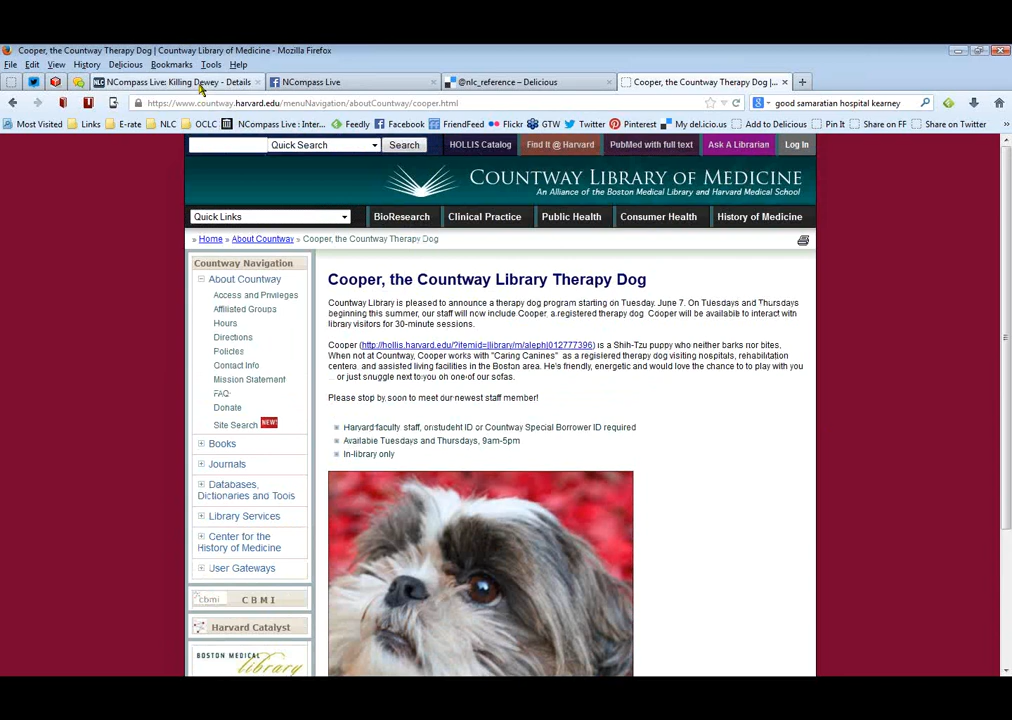 Cooper, the Countway Therapy Dog | Countway Library of Medicine - Mozilla Firefox
File Edit View History Delicious Bookmarks Tools Help
NCompass Live: Killing Dewey - Details
NCompass Live
@nlc_reference – Delicious
Cooper, the Countway Therapy Dog |...
https://www.countway.harvard.edu/menuNavigation/aboutCountway/cooper.html
good samaratian hospital kearney
Most Visited Links E-rate NLC OCLC NCompass Live : Inter... Feedly Facebook FriendFeed Flickr GTW Twitter Pinterest My del.icio.us Add to Delicious Pin It Share on FF Share on Twitter
Quick Search Search HOLLIS Catalog Find It @ Harvard PubMed with full text Ask A Librarian Log In
COUNTWAY LIBRARY OF MEDICINE
An Alliance of the Boston Medical Library and Harvard Medical School
Quick Links BioResearch Clinical Practice Public Health Consumer Health History of Medicine
» Home » About Countway » Cooper, the Countway Therapy Dog
Countway Navigation
About Countway
Access and Privileges
Affiliated Groups
Hours
Directions
Policies
Contact Info
Mission Statement
FAQ
Donate
Site Search NEW!
Books
Journals
Databases,
Dictionaries and Tools
Library Services
Center for the
History of Medicine
User Gateways
cbmi C B M I
Harvard Catalyst
BOSTON MEDICAL
library
Cooper, the Countway Library Therapy Dog
Countway Library is pleased to announce a therapy dog program starting on Tuesday, June 7. On Tuesdays and Thursdays
beginning this summer, our staff will now include Cooper, a registered therapy dog. Cooper will be available to interact with
library visitors for 30-minute sessions.
Cooper (http://hollis.harvard.edu/?itemid=|library/m/aleph|012777396) is a Shih-Tzu puppy who neither barks nor bites.
When not at Countway, Cooper works with "Caring Canines" as a registered therapy dog visiting hospitals, rehabilitation
centers, and assisted living facilities in the Boston area. He's friendly, energetic and would love the chance to to play with you
... or just snuggle next to you on one of our sofas.
Please stop by soon to meet our newest staff member!
Harvard faculty, staff, or student ID or Countway Special Borrower ID required
Available Tuesdays and Thursdays, 9am-5pm
In-library only